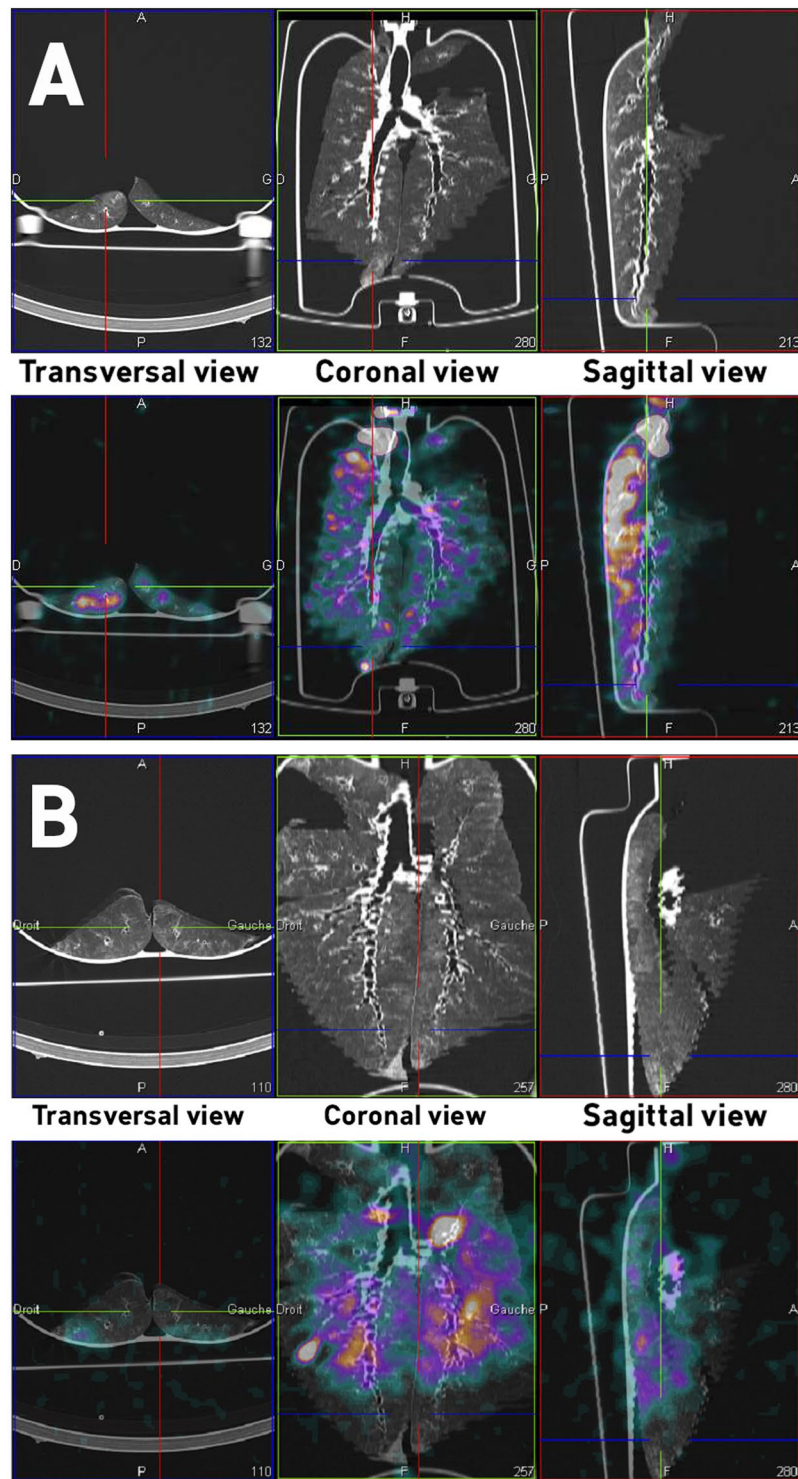 A
A
H
H
D
G
D
G
P
A
P
132
F
280
F
213
Transversal view
Coronal view
Sagittal view
A
H
H
D
G
D
G
P
A
P
132
F
280
F
213
B
A
H
H
Droit
Gauche
Droit
Gauche
P
A
P
110
F
257
F
280
Transversal view
Coronal view
Sagittal view
A
H
H
Droit
Gauche
Droit
Gauche
P
A
P
110
F
257
F
280